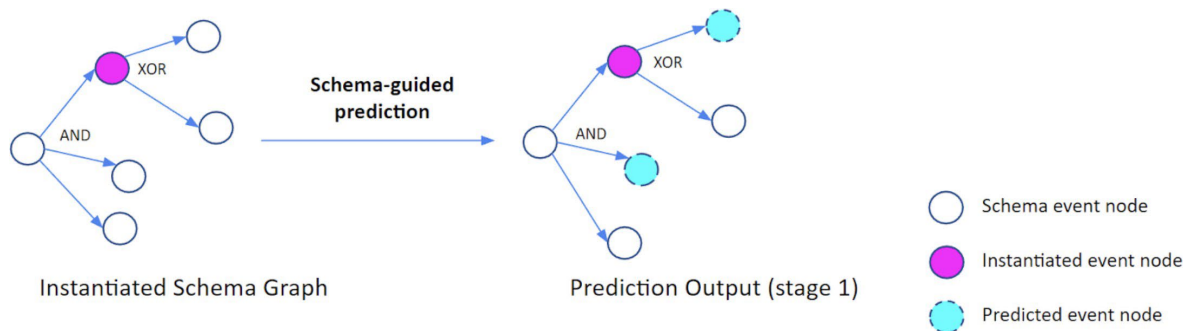 XOR
AND
Instantiated Schema Graph
Schema-guided
prediction
XOR
AND
Prediction Output (stage 1)
Schema event node
Instantiated event node
Predicted event node